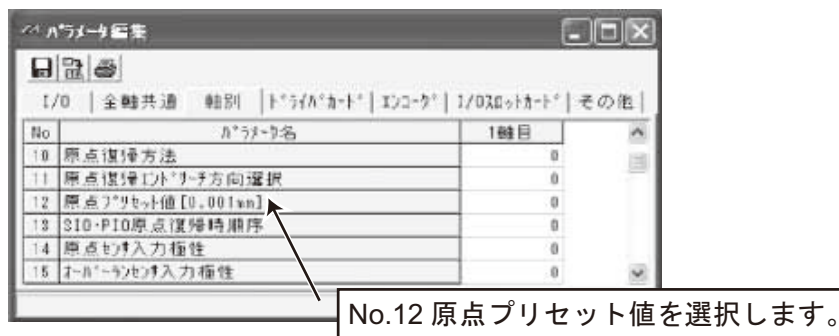 パラメータ編集
I/O 全軸共通 軸別 ドライバカード エンコーダ I/Oスロットカード その他
No パラメータ名 1軸目
10 原点復帰方法 0
11 原点復帰エンドサーチ方向選択 0
12 原点プリセット値[0.001mm] 0
13 SIO・PIO原点復帰時順序 0
14 原点センサ入力極性 0
15 オーバーランセンサ入力極性 0
No.12 原点プリセット値を選択します。